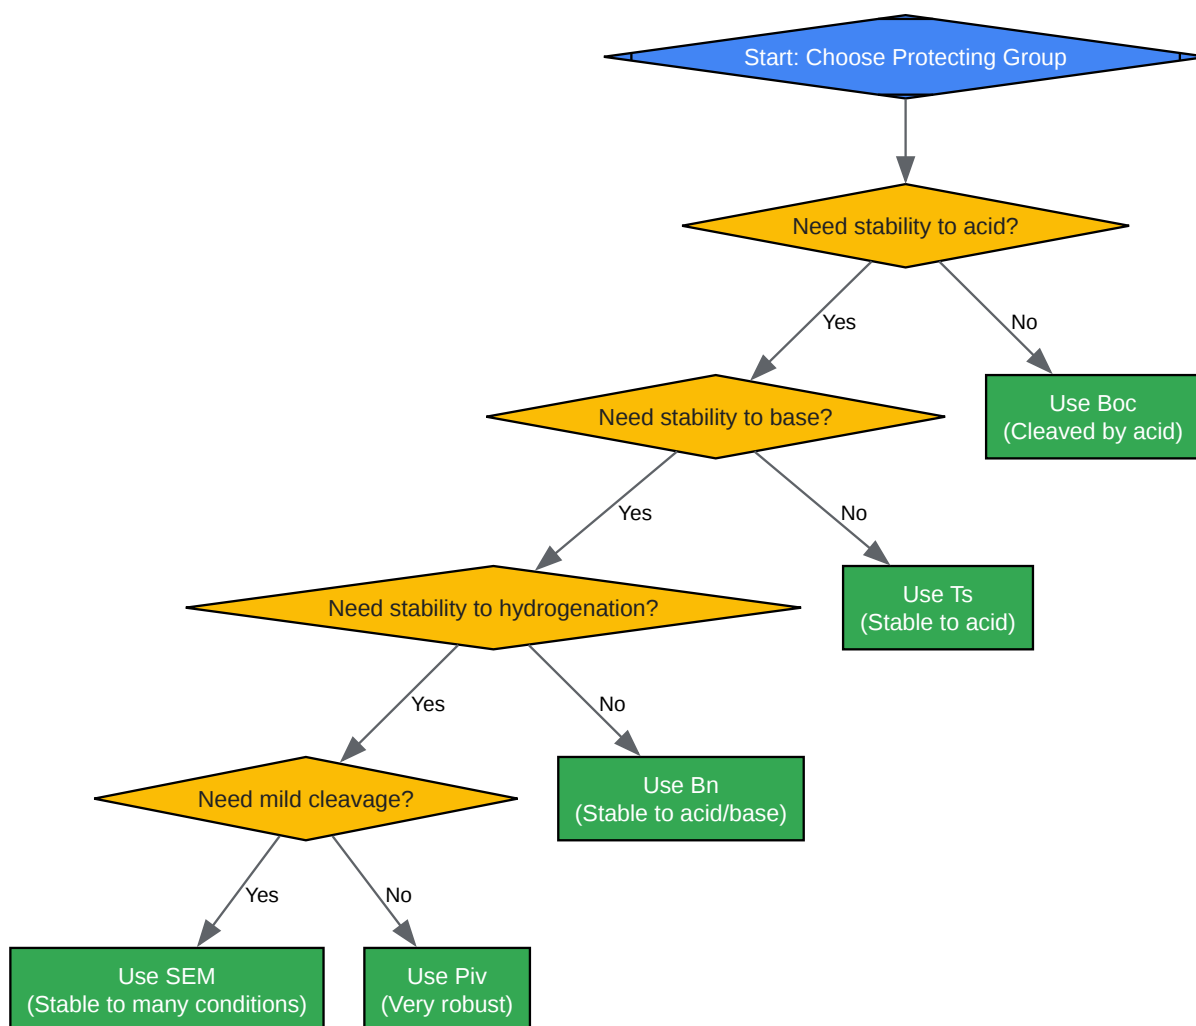 Start: Choose Protecting Group
Need stability to acid?
Yes
No
Need stability to base?
Use Boc
(Cleaved by acid)
Yes
No
Need stability to hydrogenation?
Use Ts
(Stable to acid)
Yes
No
Need mild cleavage?
Use Bn
(Stable to acid/base)
Yes
No
Use SEM
(Stable to many conditions)
Use Piv
(Very robust)